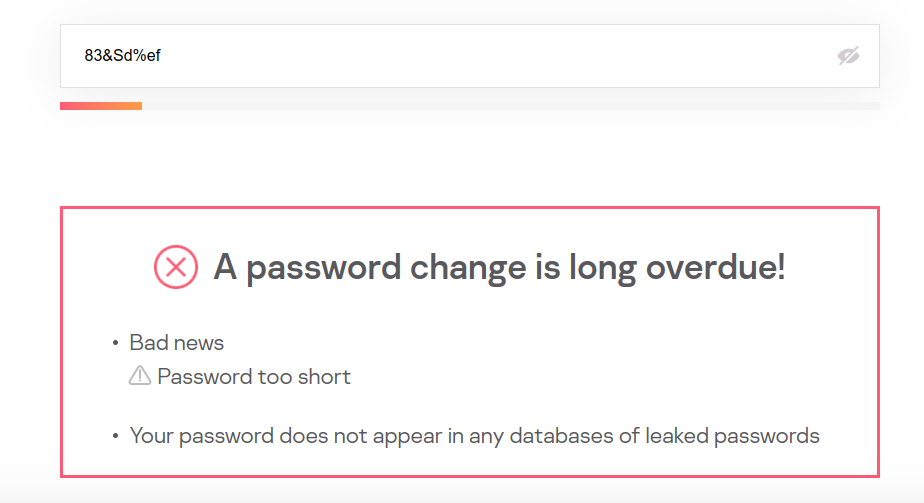 83&Sd%ef
A password change is long overdue!
• Bad news
Password too short
• Your password does not appear in any databases of leaked passwords